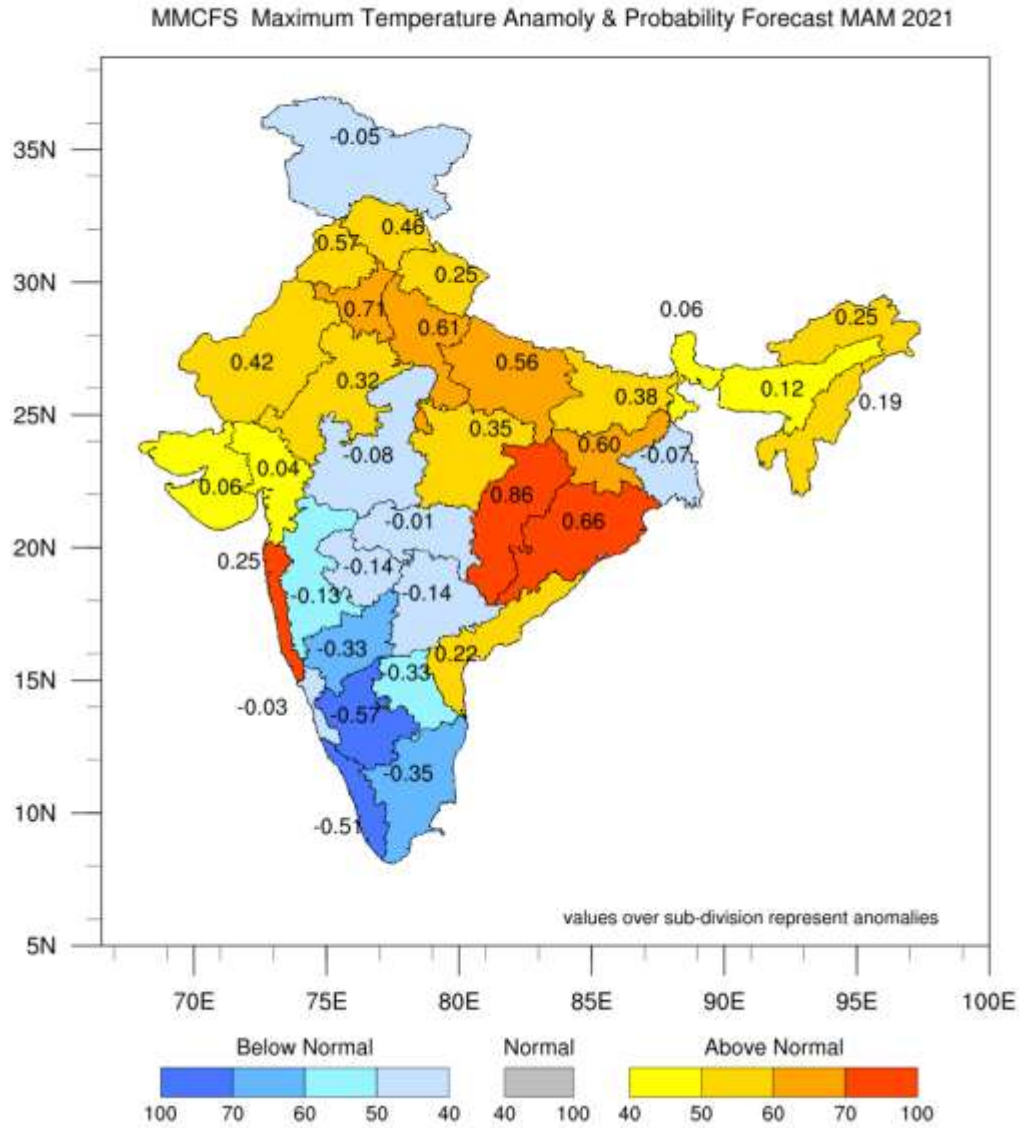 MMCFS Maximum Temperature Anamoly & Probability Forecast MAM 2021
35N
30N
25N
20N
15N
10N
5N
-0.05
0.46
0.57
0.25
0.71
0.61
0.06
0.25
0.42
0.56
0.32
0.38
0.12
0.19
0.35
0.60
-0.08
-0.07
0.04
0.06
0.86
-0.01
0.66
0.25
-0.14
-0.13
-0.14
-0.33
0.22
-0.33
-0.03
-0.57
-0.35
-0.51
values over sub-division represent anomalies
70E 75E 80E 85E 90E 95E 100E
Below Normal Normal Above Normal
100 70 60 50 40 40 100 40 50 60 70 100